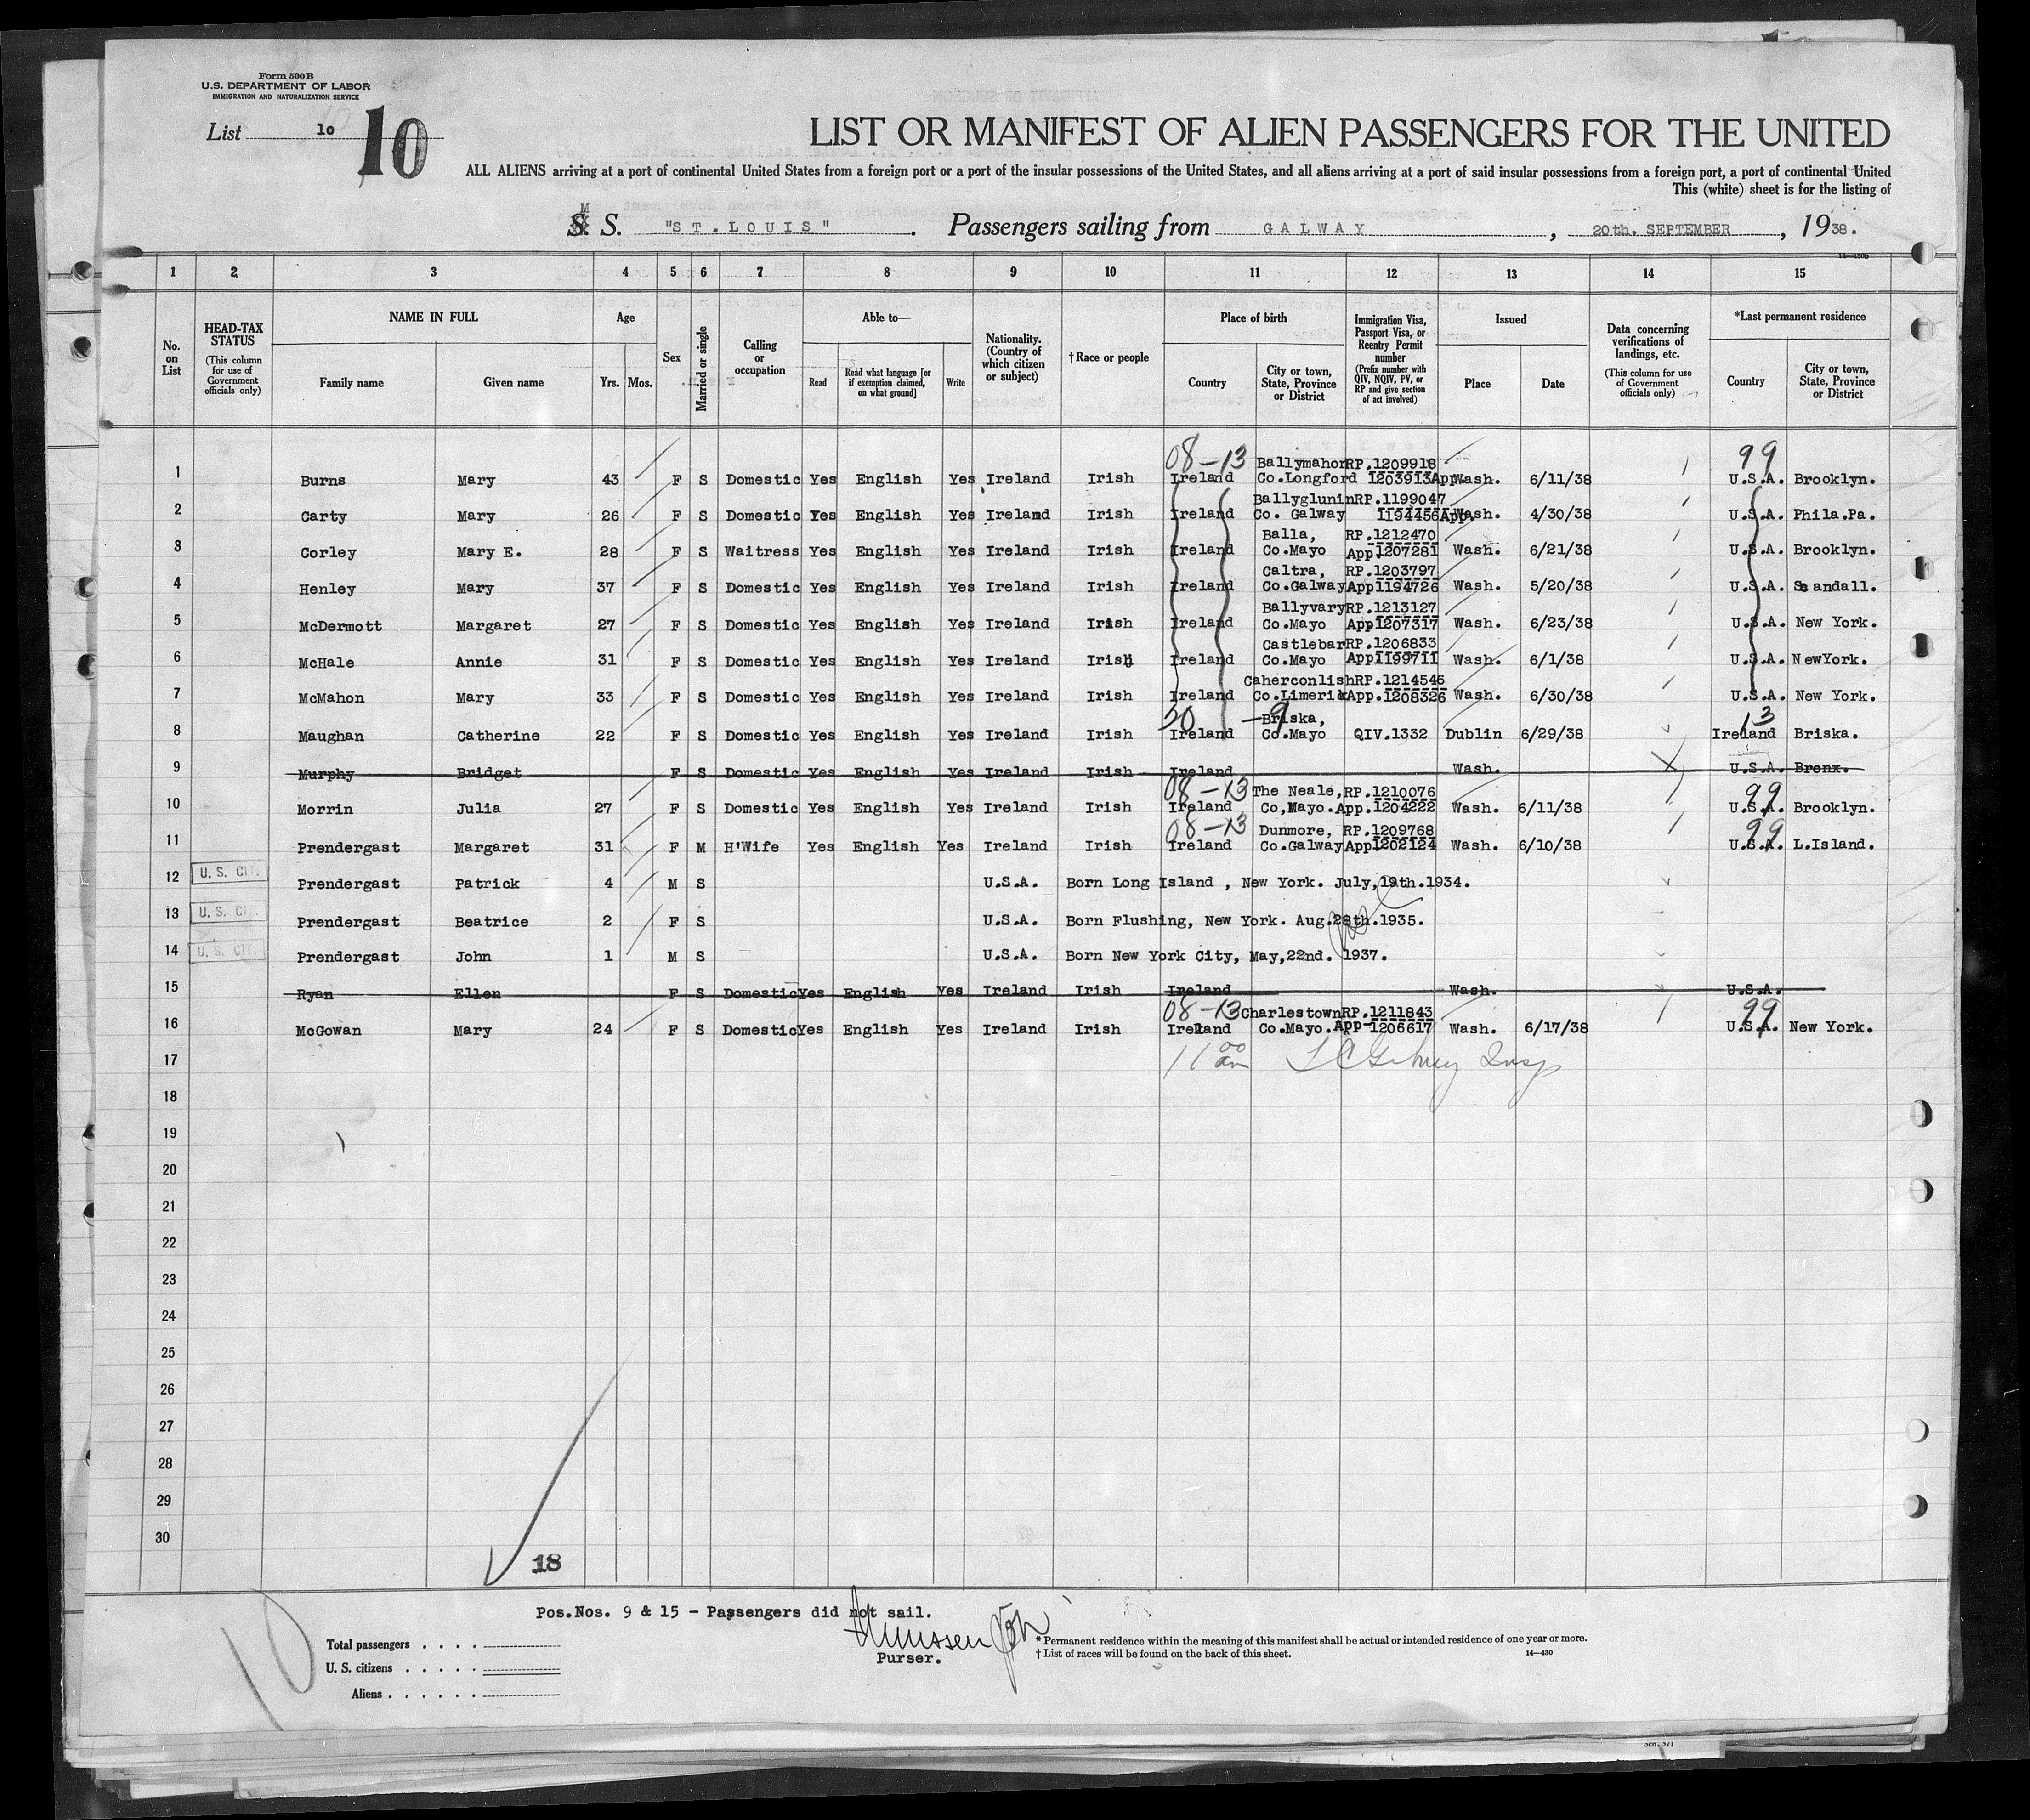 Form 500B
U.S. DEPARTMENT OF LABOR
IMMIGRATION AND NATURALIZATION SERVICE
List 10
10
LIST OR MANIFEST OF ALIEN PASSENGERS FOR THE UNITED
ALL ALIENS arriving at a port of continental United States from a foreign port or a port of the insular possessions of the United States, and all aliens arriving at a port of said insular possessions from a foreign port, a port of continental United
This (white) sheet is for the listing of
M
S. S. "ST.LOUIS". Passengers sailing from GALWAY, 20th. SEPTEMBER, 1938.
14—430b
1 2 3 4 5 6 7 8 9 10 11 12 13 14 15
No. on List
HEAD-TAX STATUS
(This column for use of Government officials only)
NAME IN FULL
Family name Given name
Age
Yrs. Mos.
Sex
Married or single
Calling or occupation
Able to—
Read
Read what language [or if exemption claimed, on what ground]
Write
Nationality. (Country of which citizen or subject)
†Race or people
Place of birth
Country
City or town, State, Province or District
Immigration Visa, Passport Visa, or Reentry Permit number
(Prefix number with QIV, NQIV, PV, or RP and give section of act involved)
Issued
Place Date
Data concerning verifications of landings, etc.
(This column for use of Government officials only)
*Last permanent residence
Country
City or town, State, Province or District
08-13 Ballymahon RP.1209918 99
1 Burns Mary 43 F S Domestic Yes English Yes Ireland Irish Ireland Co.Longford 1203913App. Wash. 6/11/38 U.S.A. Brooklyn.
Ballyglunin RP.1199047
2 Carty Mary 26 F S Domestic Yes English Yes Ireland Irish Ireland Co. Galway 1194456App. Wash. 4/30/38 U.S.A. Phila.Pa.
Balla, RP.1212470
3 Corley Mary E. 28 F S Waitress Yes English Yes Ireland Irish Ireland Co.Mayo App1207281 Wash. 6/21/38 U.S.A. Brooklyn.
Caltra, RP.1203797
4 Henley Mary 37 F S Domestic Yes English Yes Ireland Irish Ireland Co.Galway App1194726 Wash. 5/20/38 U.S.A. Scandall.
Ballyvary RP.1213127
5 McDermott Margaret 27 F S Domestic Yes English Yes Ireland Irish Ireland Co.Mayo App1207317 Wash. 6/23/38 U.S.A. New York.
Castlebar RP.1206833
6 McHale Annie 31 F S Domestic Yes English Yes Ireland Irish Ireland Co.Mayo App1199711 Wash. 6/1/38 U.S.A. NewYork.
Caherconlish RP.1214546
7 McMahon Mary 33 F S Domestic Yes English Yes Ireland Irish Ireland Co.Limerick App.1208326 Wash. 6/30/38 U.S.A. New York.
30 -9 Briska, 13
8 Maughan Catherine 22 F S Domestic Yes English Yes Ireland Irish Ireland Co.Mayo QIV.1332 Dublin 6/29/38 Ireland Briska.
9 Murphy Bridget F S Domestic Yes English Yes Ireland Irish Ireland Wash. U.S.A. Bronx.
08-13 The Neale, RP.1210076 99
10 Morrin Julia 27 F S Domestic Yes English Yes Ireland Irish Ireland Co,Mayo. App.1204222 Wash. 6/11/38 U.S.A. Brooklyn.
08-13 Dunmore, RP.1209768 99
11 Prendergast Margaret 31 F M H'Wife Yes English Yes Ireland Irish Ireland Co.Galway App1202124 Wash. 6/10/38 U.S.A. L.Island.
12 U. S. CIT. Prendergast Patrick 4 M S U.S.A. Born Long Island , New York. July,19th.1934.
13 U. S. CIT. Prendergast Beatrice 2 F S U.S.A. Born Flushing, New York. Aug.28th.1935.
14 U. S. CIT. Prendergast John 1 M S U.S.A. Born New York City, May,22nd. 1937.
15 Ryan Ellen F S Domestic Yes English Yes Ireland Irish Ireland Wash. U.S.A.
08-13 Charlestown RP.1211843 99
16 McGowan Mary 24 F S Domestic Yes English Yes Ireland Irish Ireland Co.Mayo. App-1206617 Wash. 6/17/38 U.S.A. New York.
17 11 00 am Insp
18
19
20
21
22
23
24
25
26
27
28
29
30
18
Pos.Nos. 9 & 15 - Passengers did not sail.
Purser.
10
Total passengers
U. S. citizens
Aliens
*Permanent residence within the meaning of this manifest shall be actual or intended residence of one year or more.
† List of races will be found on the back of this sheet.
14—430